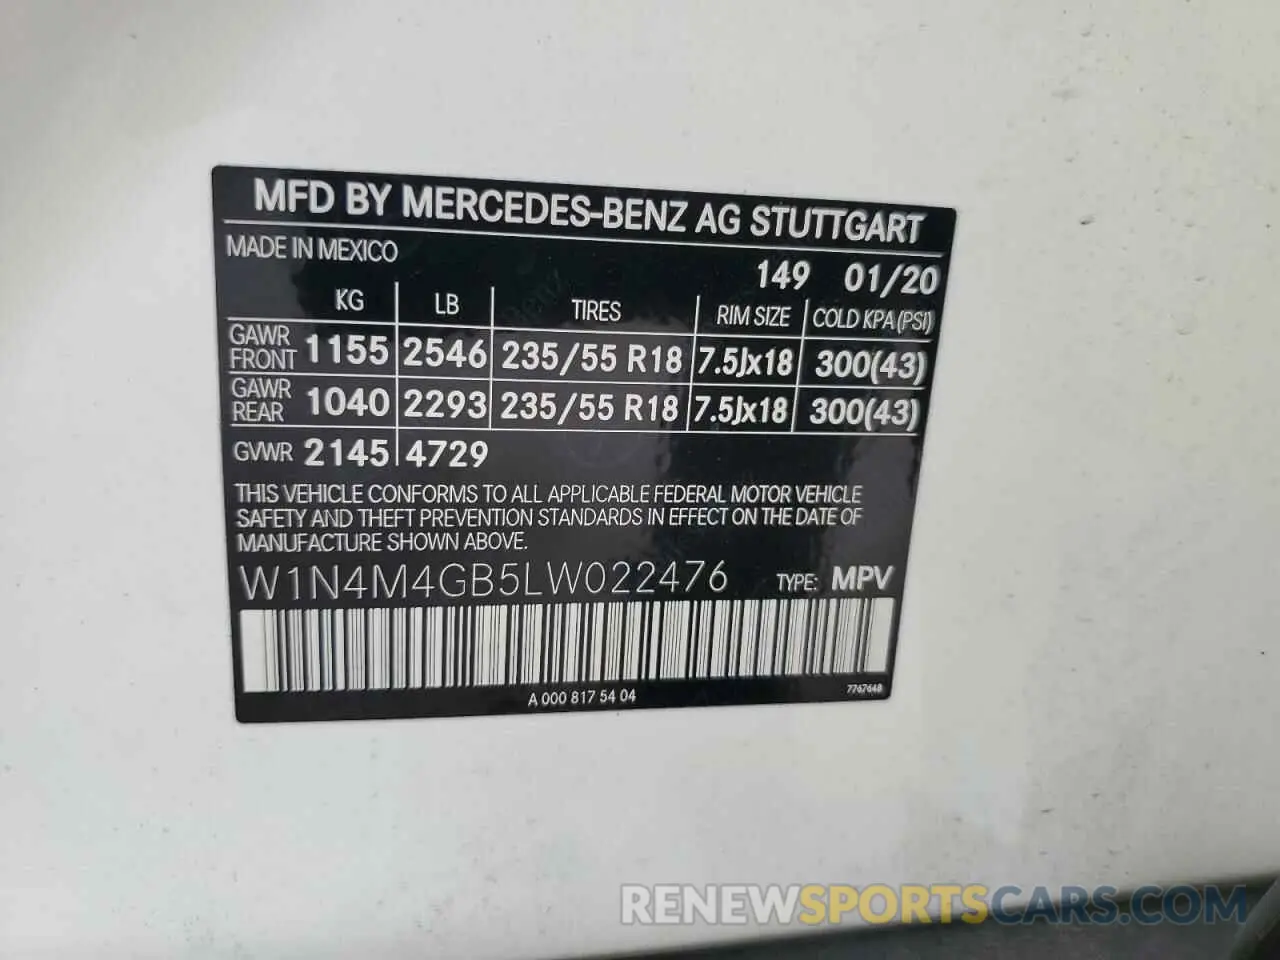 MFD BY MERCEDES-BENZ AG STUTTGART
MADE IN MEXICO
149 01/20
KG LB TIRES RIM SIZE COLD KPA (PSI)
GAWR FRONT 1155 2546 235/55 R18 7.5Jx18 300(43)
GAWR REAR 1040 2293 235/55 R18 7.5Jx18 300(43)
GVWR 2145 4729
THIS VEHICLE CONFORMS TO ALL APPLICABLE FEDERAL MOTOR VEHICLE
SAFETY AND THEFT PREVENTION STANDARDS IN EFFECT ON THE DATE OF
MANUFACTURE SHOWN ABOVE.
W1N4M4GB5LW022476 TYPE: MPV
A 000 817 54 04
7767648
RENEWSPORTSCARS.COM